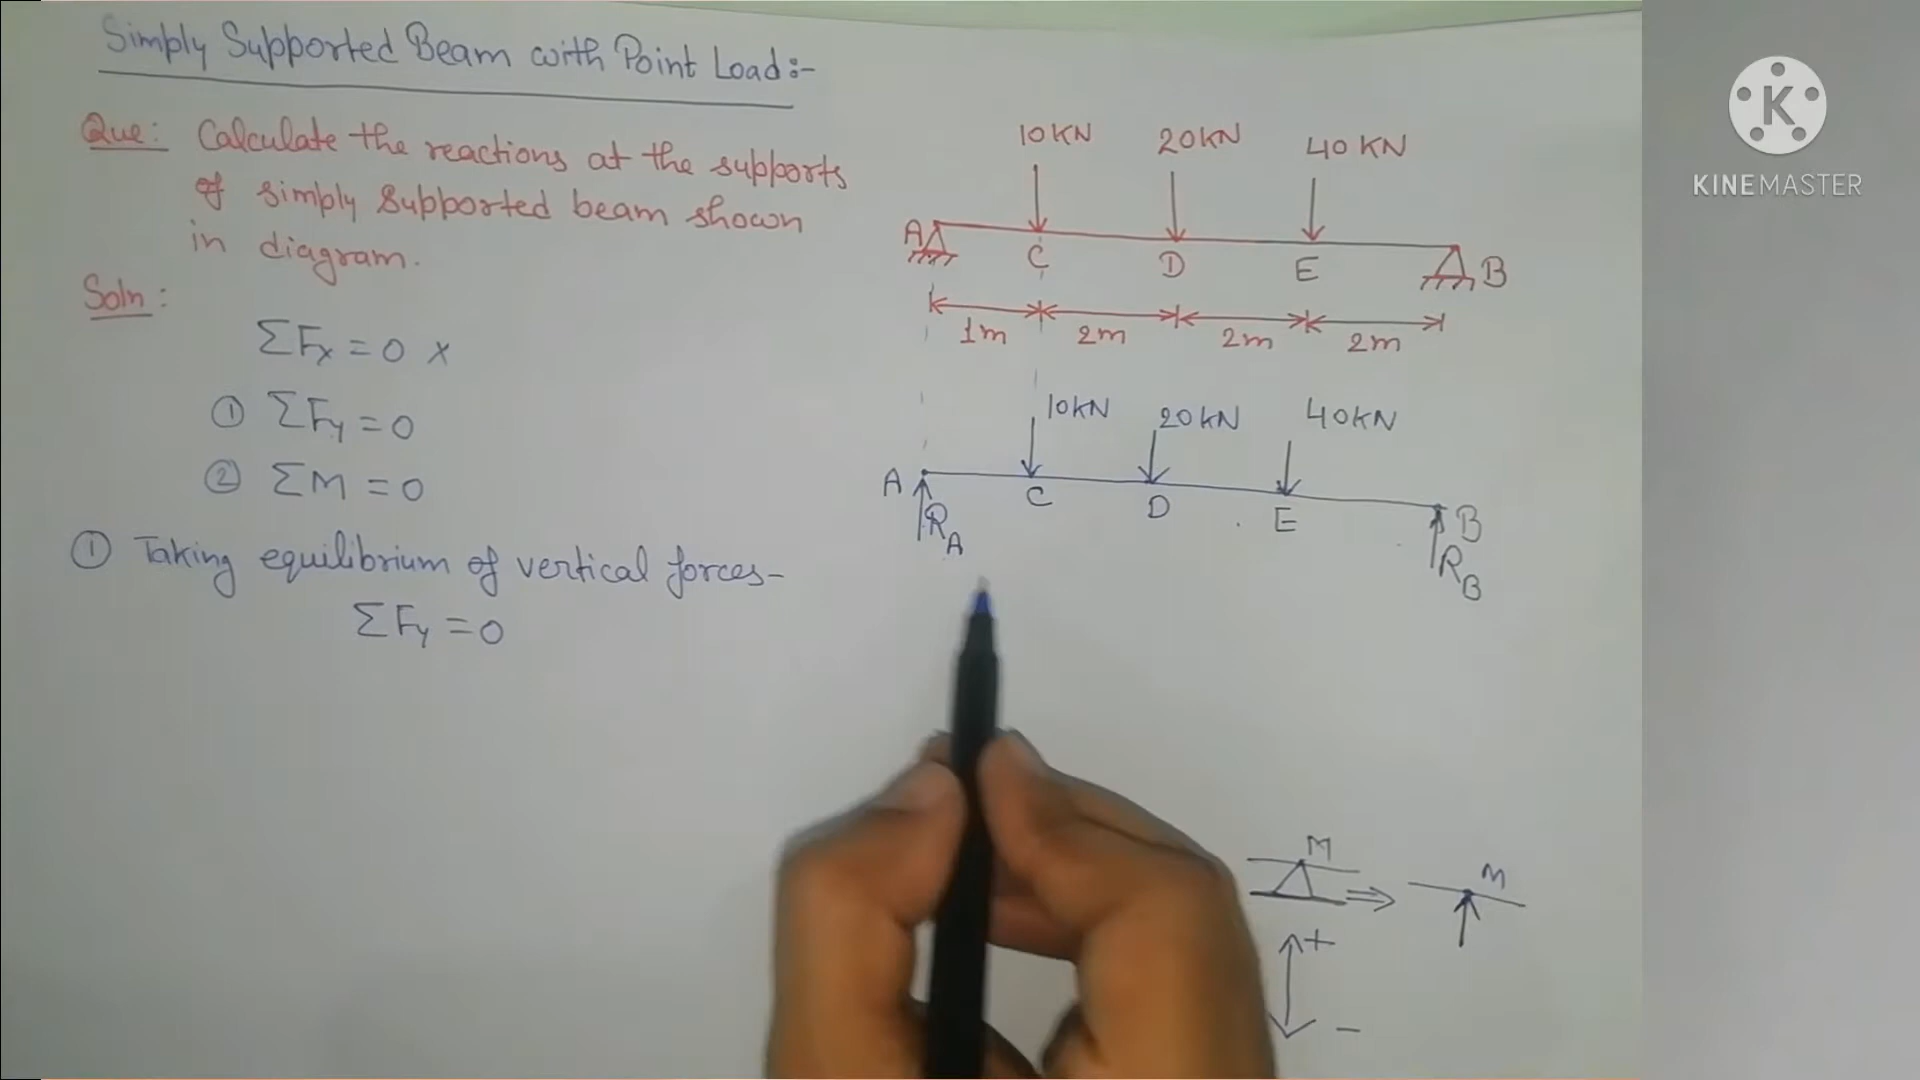 Simply Supported Beam with Point Load:-
Que: Calculate the reactions at the supports
of simply supported beam shown
in diagram.
Soln:
ΣFx = 0 x
① ΣFy = 0
② ΣM = 0
① Taking equilibrium of vertical forces-
ΣFy = 0
10KN 20KN 40KN
A C D E B
1m 2m 2m 2m
10KN 20KN 40KN
A C D E B
RA RB
M M
+
-
K
KINEMASTER